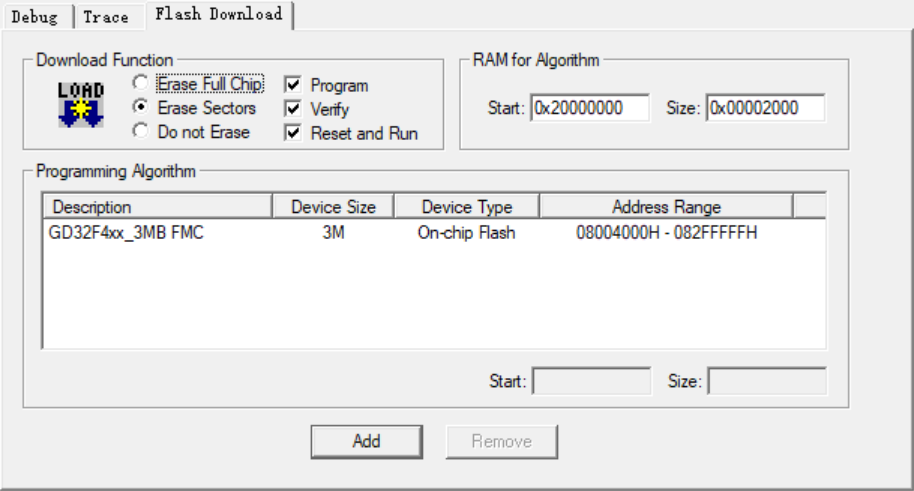 Debug Trace Flash Download
Download Function
LOAD
Erase Full Chip
Erase Sectors
Do not Erase
Program
Verify
Reset and Run
RAM for Algorithm
Start: 0x20000000 Size: 0x00002000
Programming Algorithm
Description Device Size Device Type Address Range
GD32F4xx_3MB FMC 3M On-chip Flash 08004000H - 082FFFFFH
Start: Size:
Add Remove